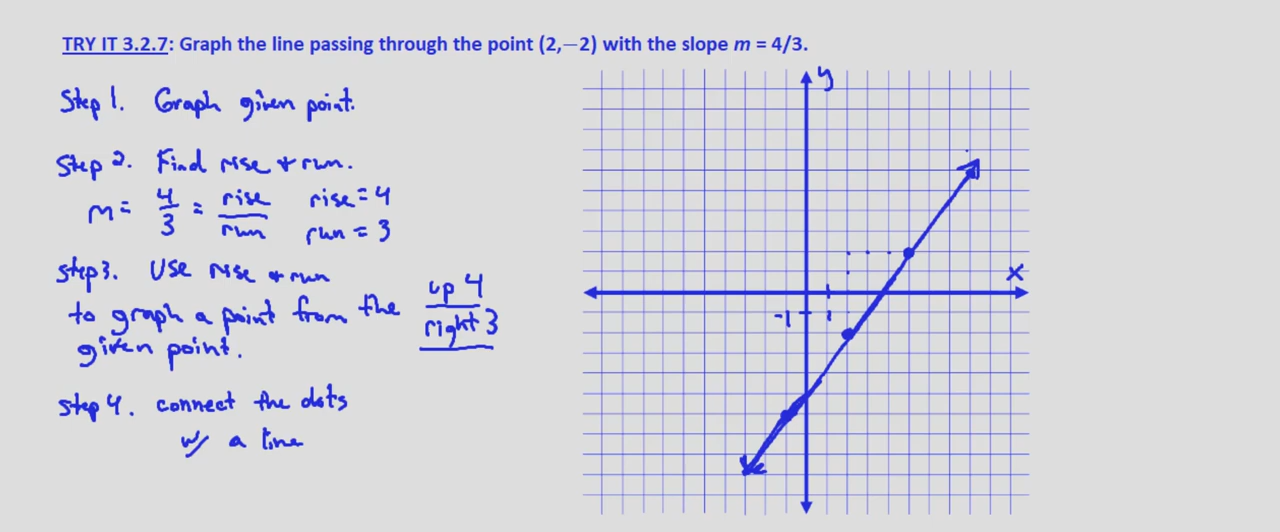 TRY IT 3.2.7: Graph the line passing through the point (2,−2) with the slope m = 4/3.
Step 1. Graph given point.
Step 2. Find rise + run.
m = 4/3 = rise/run rise = 4
run = 3
Step 3. Use rise + run
to graph a point from the
given point.
up 4
right 3
Step 4. connect the dots
w/ a line
y
x
1
-1